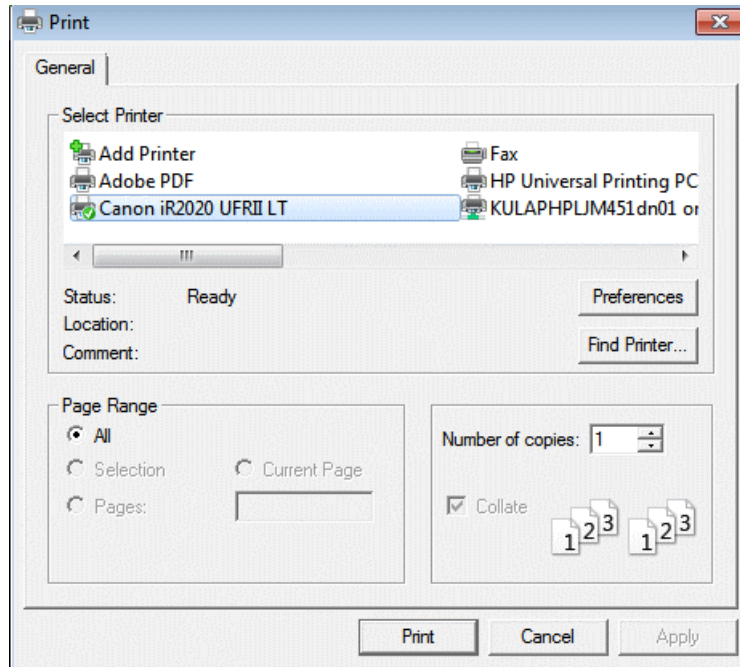 Print
General
Select Printer
Add Printer
Fax
Adobe PDF
HP Universal Printing PC
Canon iR2020 UFRII LT
KULAPHPLJM451dn01 or
Status: Ready
Preferences
Location:
Find Printer...
Comment:
Page Range
All
Number of copies: 1
Selection
Current Page
Pages:
Collate
1 2 3 1 2 3
Print Cancel Apply